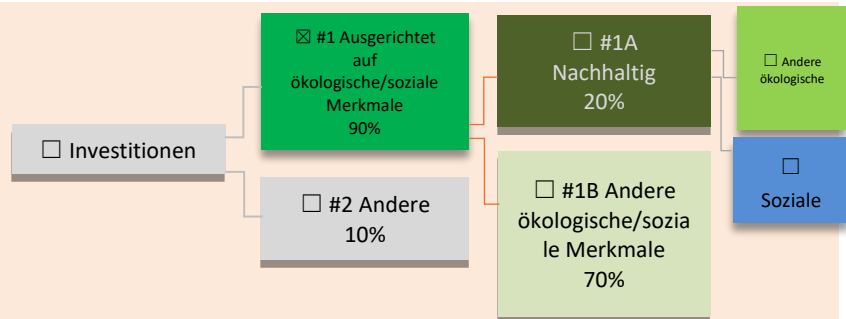 ☐ Investitionen
☒ #1 Ausgerichtet
auf
ökologische/soziale
Merkmale
90%
☐ #2 Andere
10%
☐ #1A
Nachhaltig
20%
☐ #1B Andere
ökologische/sozia
le Merkmale
70%
☐ Andere
ökologische
☐
Soziale